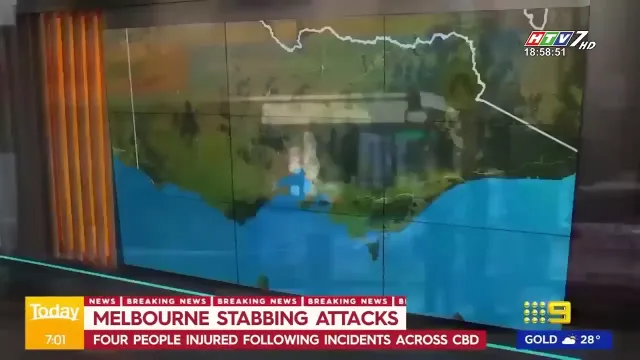 HTV7 HD
18:58:51
NEWS | BREAKING NEWS | BREAKING NEWS | BREAKING NEWS | B
Today
MELBOURNE STABBING ATTACKS
9
7:01
FOUR PEOPLE INJURED FOLLOWING INCIDENTS ACROSS CBD
GOLD 28°